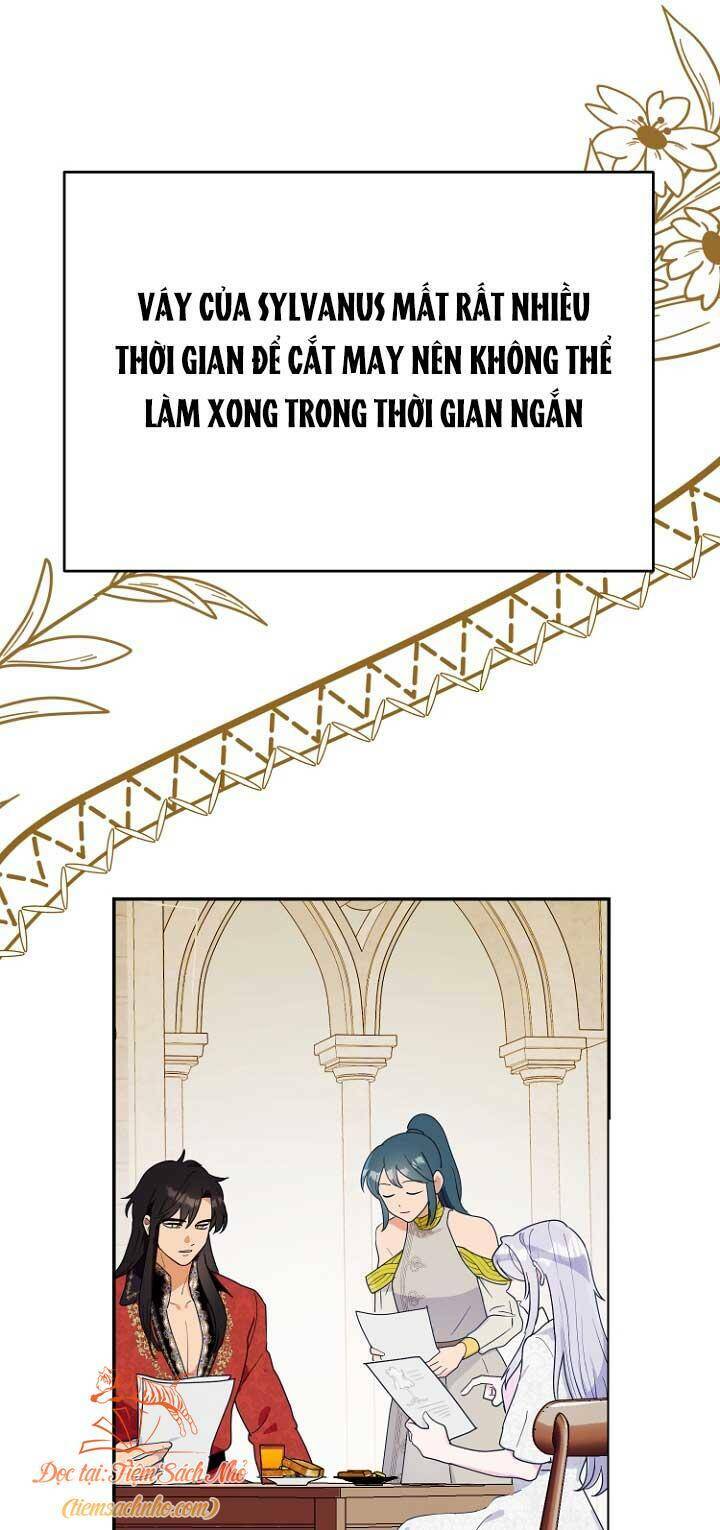 VÁY CỦA SYLVANUS MẤT RẤT NHIỀU
THỜI GIAN ĐỂ CẮT MAY NÊN KHÔNG THỂ
LÀM XONG TRONG THỜI GIAN NGẮN
Đọc tại: Tiệm Sách Nhỏ
(tiemsachnho.com)